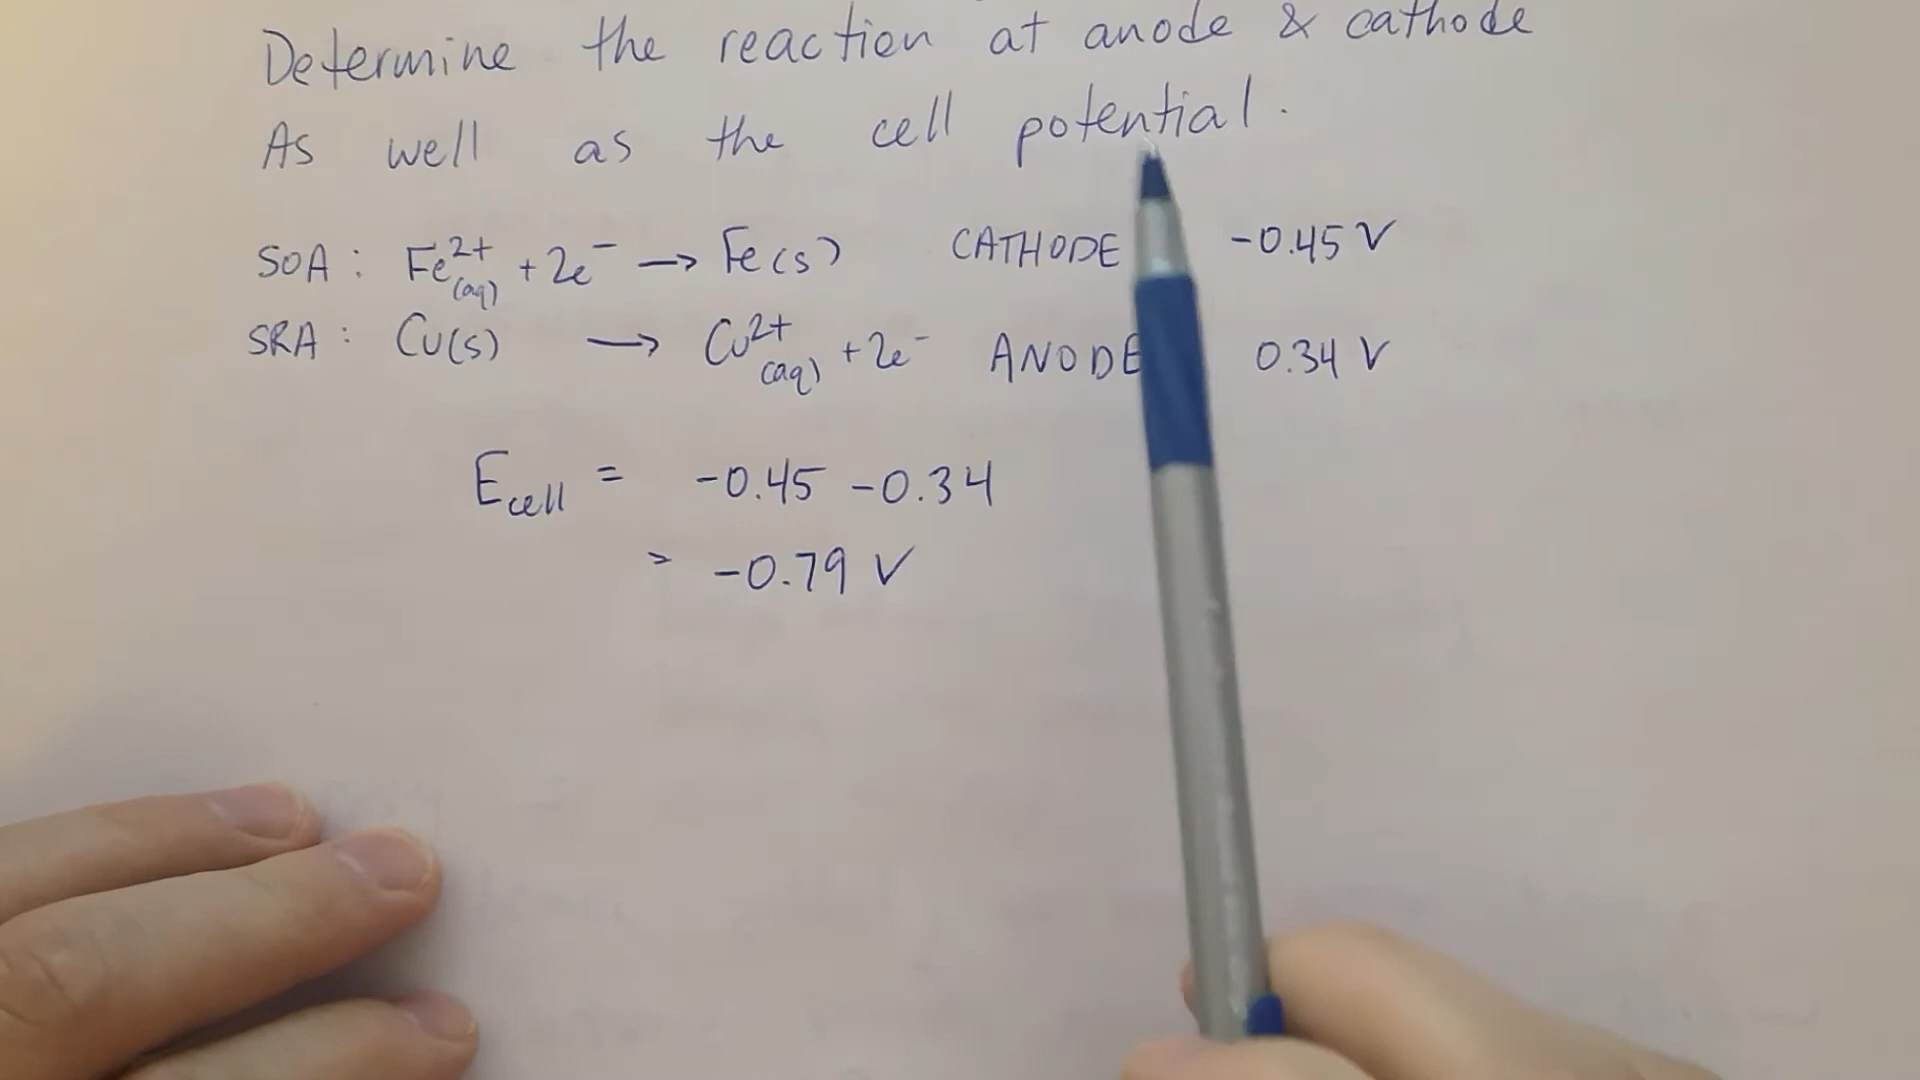 Determine the reaction at anode & cathode
As well as the cell potential.
SOA: Fe²⁺(aq) + 2e⁻ → Fe(s) CATHODE -0.45 V
SRA: Cu(s) → Cu²⁺(aq) + 2e⁻ ANODE 0.34 V
Ecell = -0.45 -0.34
= -0.79 V